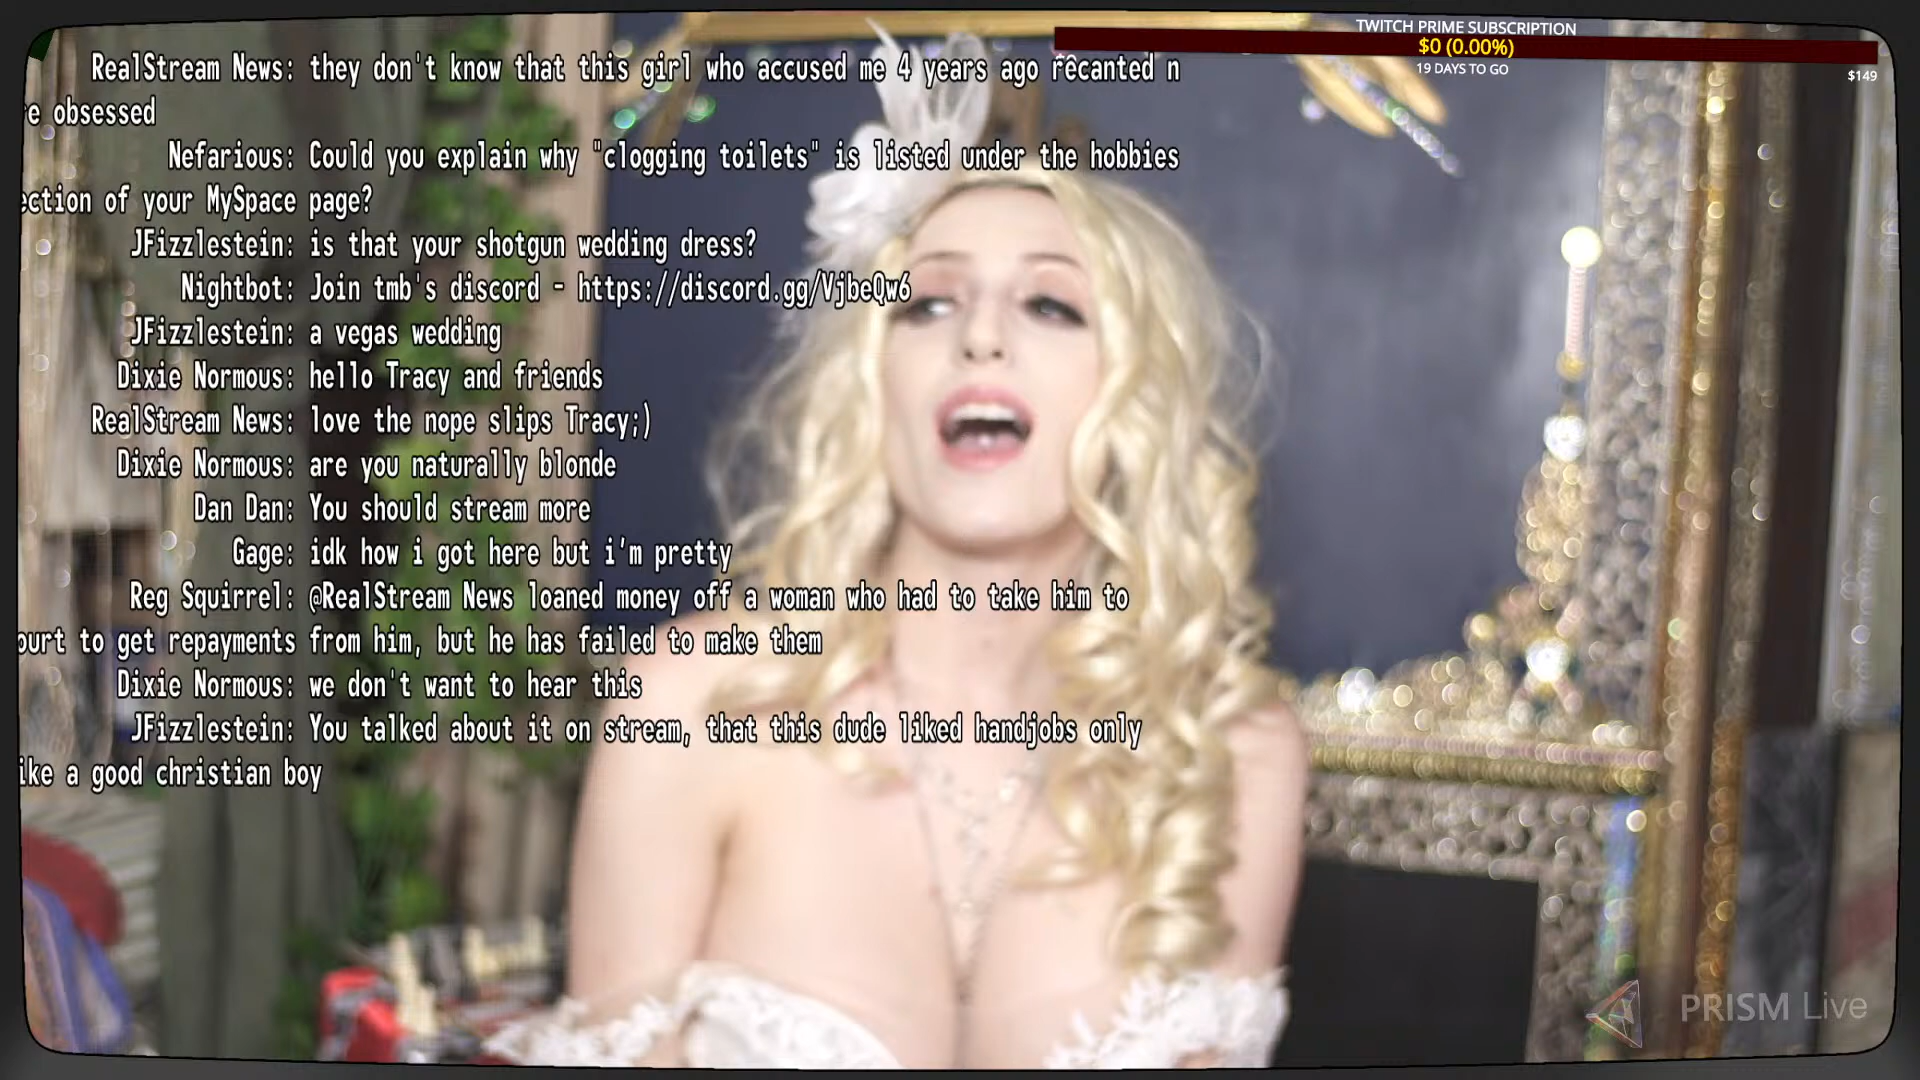 TWITCH PRIME SUBSCRIPTION
$0 (0.00%)
19 DAYS TO GO
$149
RealStream News: they don't know that this girl who accused me 4 years ago recanted n
re obsessed
Nefarious: Could you explain why "clogging toilets" is listed under the hobbies
ection of your MySpace page?
JFizzlestein: is that your shotgun wedding dress?
Nightbot: Join tmb's discord - https://discord.gg/VjbeQw6
JFizzlestein: a vegas wedding
Dixie Normous: hello Tracy and friends
RealStream News: love the nope slips Tracy;)
Dixie Normous: are you naturally blonde
Dan Dan: You should stream more
Gage: idk how i got here but i'm pretty
Reg Squirrel: @RealStream News loaned money off a woman who had to take him to
ourt to get repayments from him, but he has failed to make them
Dixie Normous: we don't want to hear this
JFizzlestein: You talked about it on stream, that this dude liked handjobs only
ike a good christian boy
PRISM Live